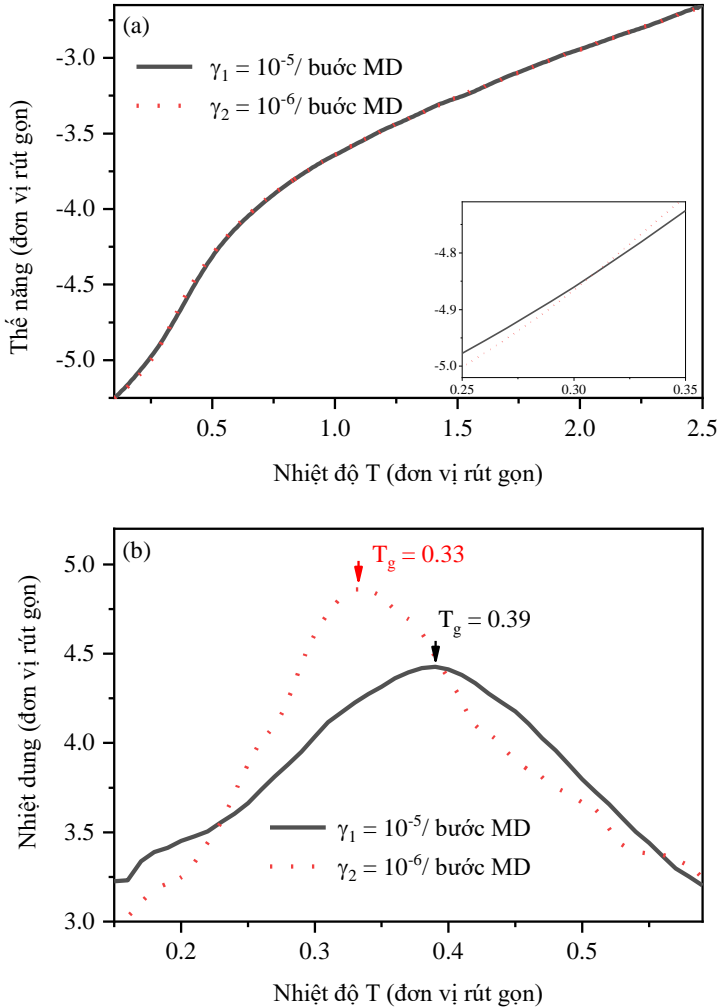 (a)
γ1 = 10-5/ buớc MD
γ2 = 10-6/ buớc MD
Thế năng (đơn vị rút gọn)
-3.0
-3.5
-4.0
-4.5
-5.0
-4.8
-4.9
-5.0
0.25
0.30
0.35
0.5
1.0
1.5
2.0
2.5
Nhiệt độ T (đơn vị rút gọn)
(b)
Tg = 0.33
Tg = 0.39
Nhiệt dung (đơn vị rút gọn)
5.0
4.5
4.0
3.5
3.0
γ1 = 10-5/ bước MD
γ2 = 10-6/ bước MD
0.2
0.3
0.4
0.5
Nhiệt độ T (đơn vị rút gọn)